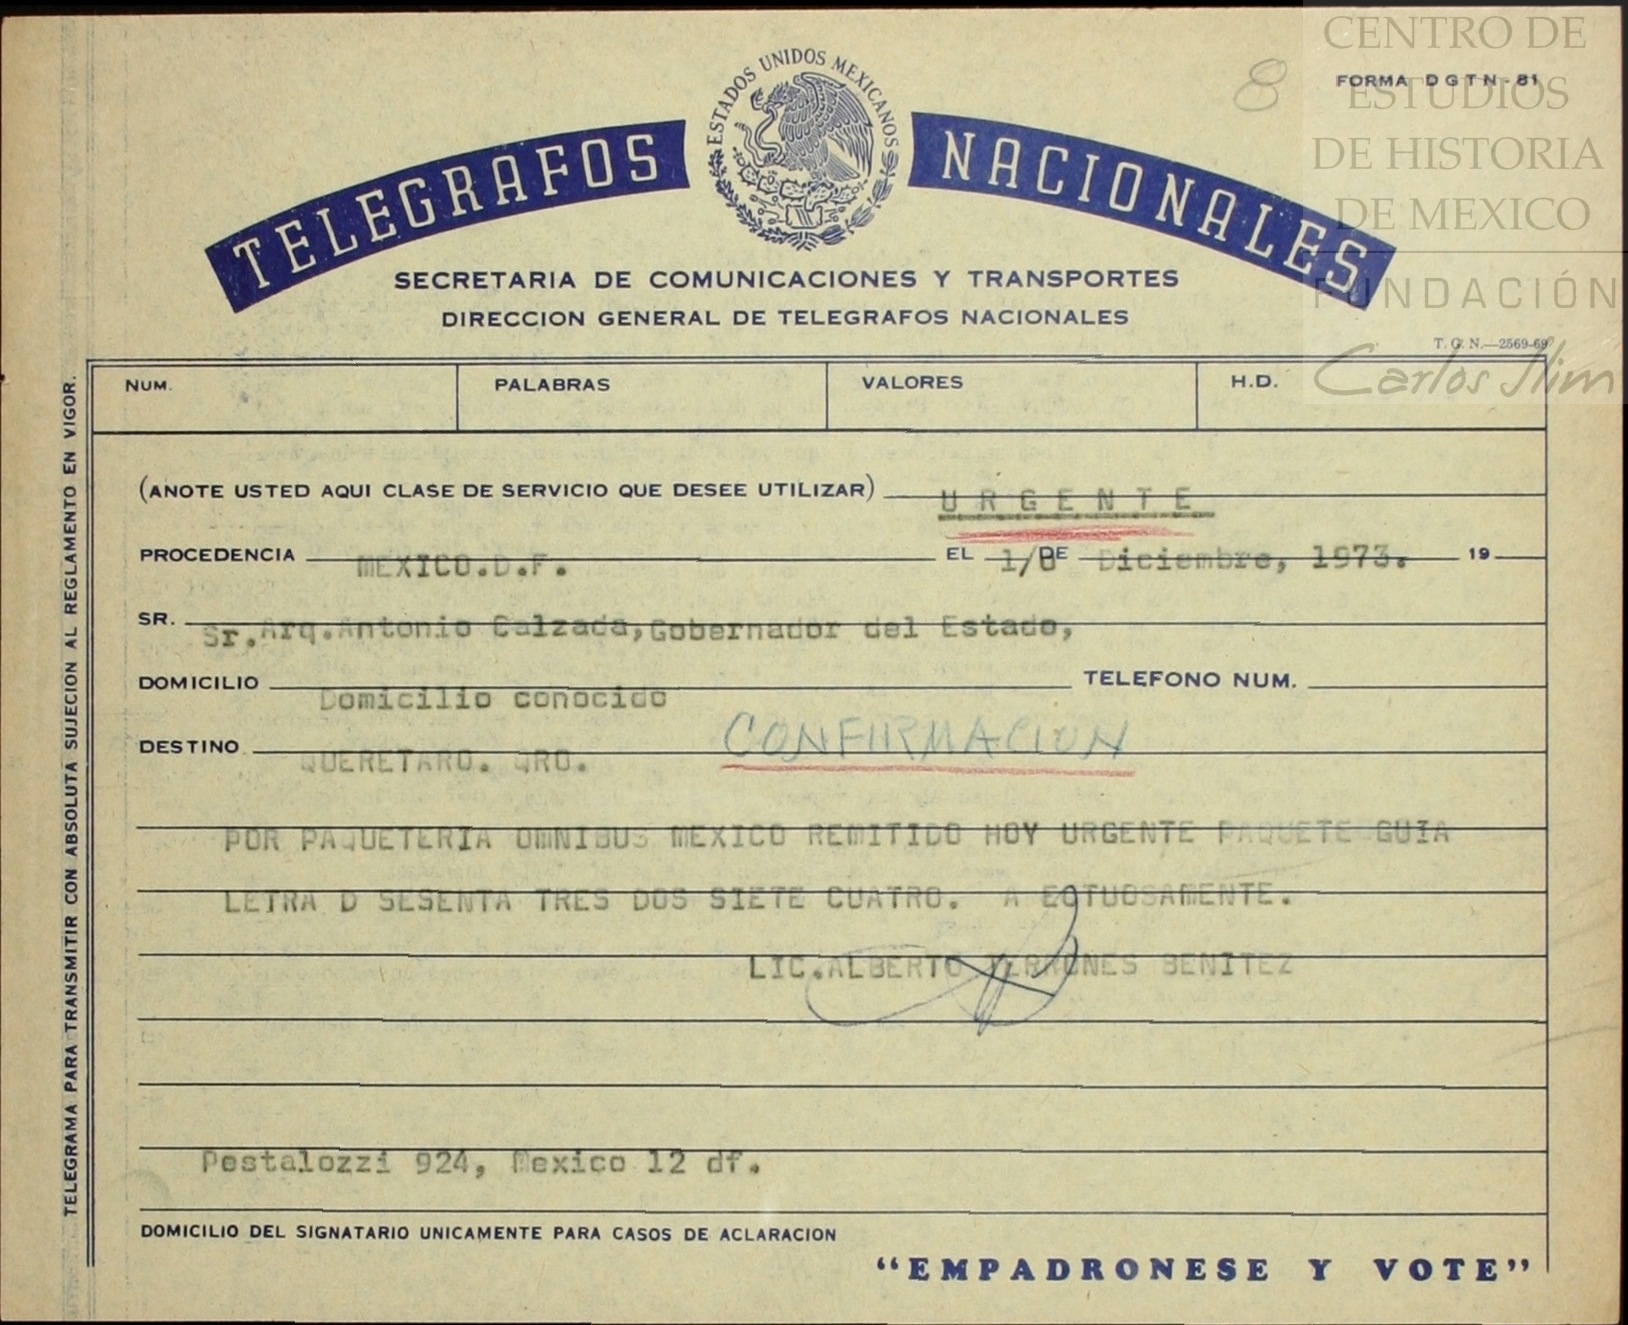 CENTRO DE
ESTUDIOS
DE HISTORIA
DE MEXICO
FUNDACIÓN
Carlos Slim
8
FORMA DGTN-81
ESTADOS UNIDOS MEXICANOS
TELEGRAFOS NACIONALES
SECRETARIA DE COMUNICACIONES Y TRANSPORTES
DIRECCION GENERAL DE TELEGRAFOS NACIONALES
T. G. N.—2569-69
NUM. PALABRAS VALORES H.D.
(ANOTE USTED AQUI CLASE DE SERVICIO QUE DESEE UTILIZAR) U R G E N T E
PROCEDENCIA MEXICO.D.F. EL 1/8 DE Diciembre, 1973. 19
SR. Sr.Arq.Antonio Calzada,Gobernador del Estado,
DOMICILIO Domicilio conocido TELEFONO NUM.
DESTINO QUERETARO. QRO. CONFIRMACION
POR PAQUETERIA OMNIBUS MEXICO REMITIDO HOY URGENTE PAQUETE GUIA
LETRA D SESENTA TRES DOS SIETE CUATRO. A ECTUOSAMENTE.
LIC.ALBERTO TERRONES BENITEZ
Pestalozzi 924, Mexico 12 df.
DOMICILIO DEL SIGNATARIO UNICAMENTE PARA CASOS DE ACLARACION
"EMPADRONESE Y VOTE"
TELEGRAMA PARA TRANSMITIR CON ABSOLUTA SUJECION AL REGLAMENTO EN VIGOR.